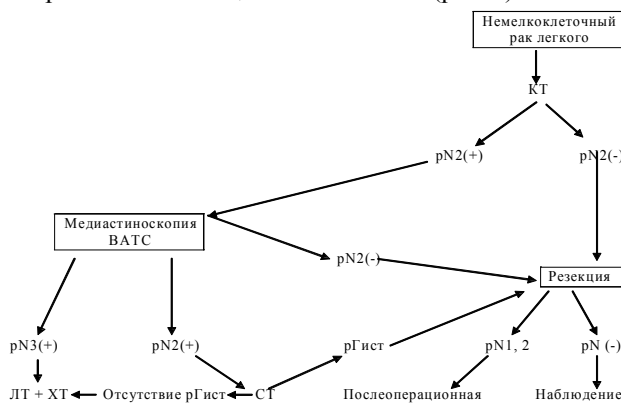 Немелкоклеточный
рак легкого
КТ
pN2(+)
pN2(-)
Медиастиноскопия
ВАТС
pN2(-)
Резекция
pN3(+)
pN2(+)
рГист
pN1, 2
pN (-)
ЛТ + ХТ
Отсутствие рГист
СТ
Послеоперационная
Наблюдение